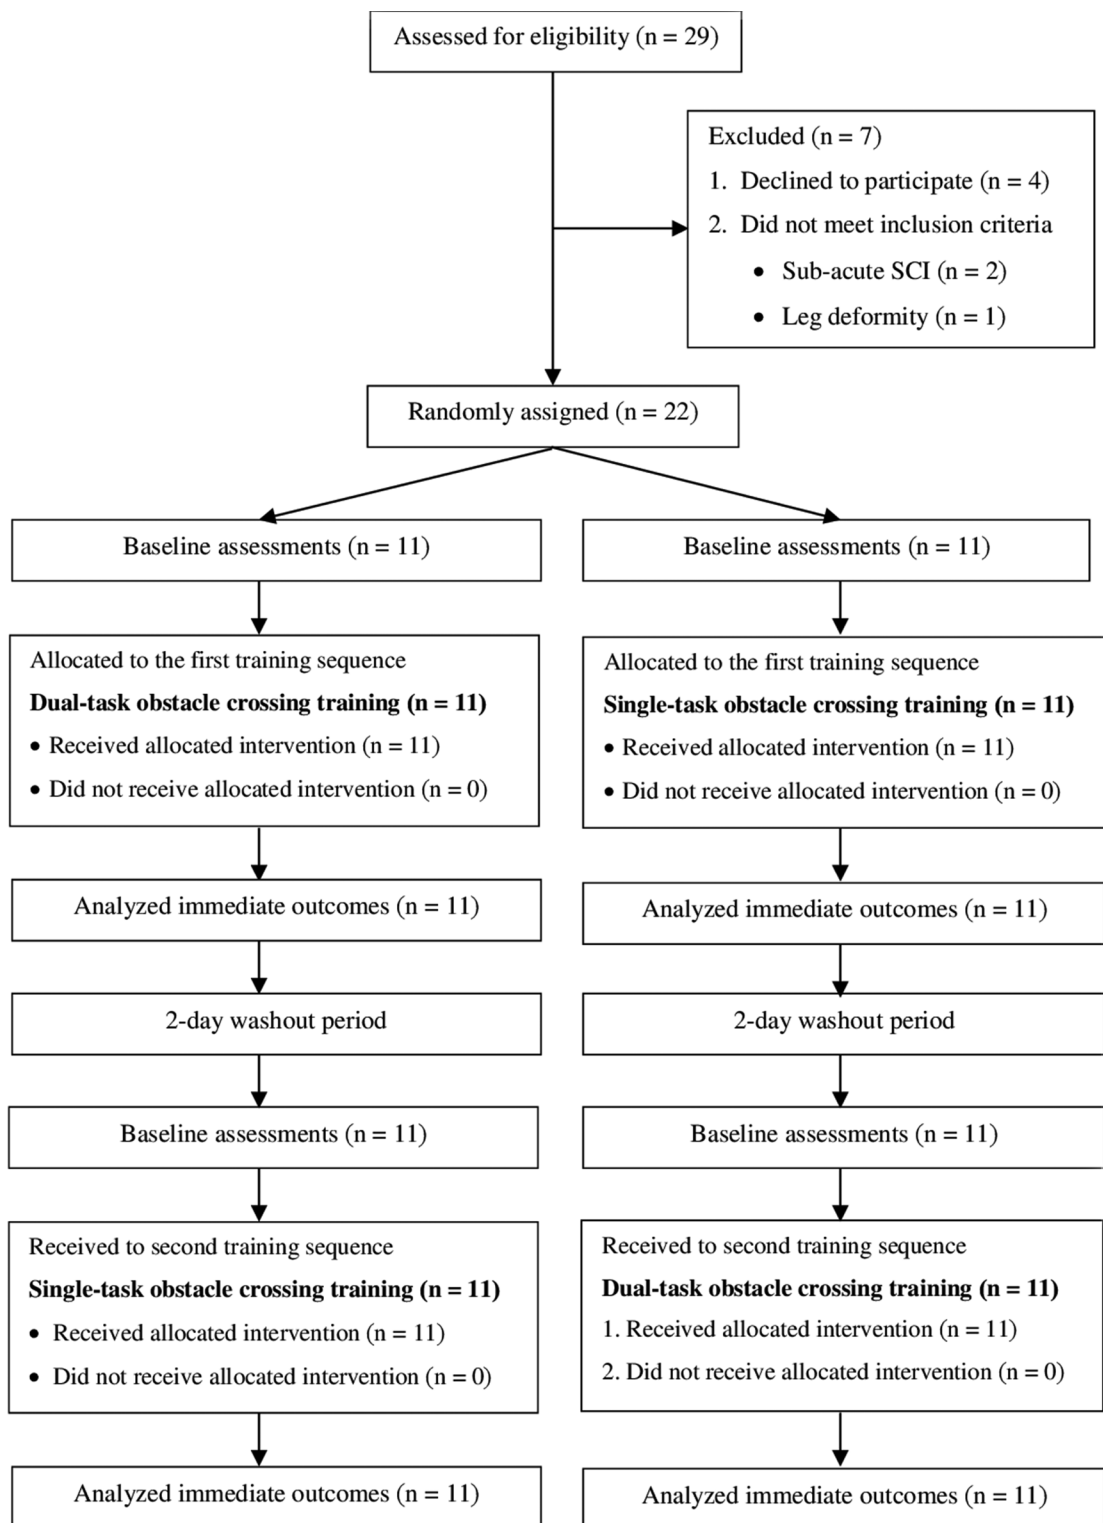 Assessed for eligibility (n = 29)
Excluded (n = 7)
1. Declined to participate (n = 4)
2. Did not meet inclusion criteria
• Sub-acute SCI (n = 2)
• Leg deformity (n = 1)
Randomly assigned (n = 22)
Baseline assessments (n = 11)
Allocated to the first training sequence
Dual-task obstacle crossing training (n = 11)
• Received allocated intervention (n = 11)
• Did not receive allocated intervention (n = 0)
Analyzed immediate outcomes (n = 11)
2-day washout period
Baseline assessments (n = 11)
Received to second training sequence
Single-task obstacle crossing training (n = 11)
• Received allocated intervention (n = 11)
• Did not receive allocated intervention (n = 0)
Analyzed immediate outcomes (n = 11)
Baseline assessments (n = 11)
Allocated to the first training sequence
Single-task obstacle crossing training (n = 11)
• Received allocated intervention (n = 11)
• Did not receive allocated intervention (n = 0)
Analyzed immediate outcomes (n = 11)
2-day washout period
Baseline assessments (n = 11)
Received to second training sequence
Dual-task obstacle crossing training (n = 11)
1. Received allocated intervention (n = 11)
2. Did not receive allocated intervention (n = 0)
Analyzed immediate outcomes (n = 11)